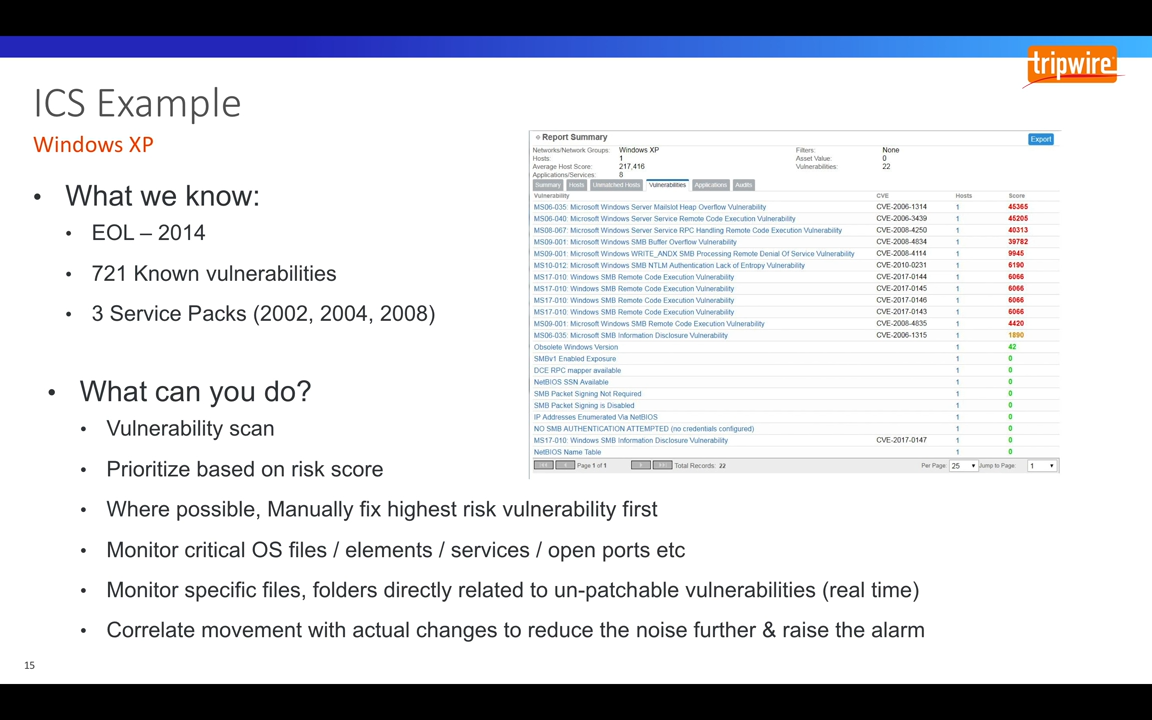 tripwire
ICS Example
Windows XP
• What we know:
• EOL – 2014
• 721 Known vulnerabilities
• 3 Service Packs (2002, 2004, 2008)
• What can you do?
• Vulnerability scan
• Prioritize based on risk score
• Where possible, Manually fix highest risk vulnerability first
• Monitor critical OS files / elements / services / open ports etc
• Monitor specific files, folders directly related to un-patchable vulnerabilities (real time)
• Correlate movement with actual changes to reduce the noise further & raise the alarm
Report Summary Export
Networks/Network Groups: Windows XP Filters: None
Hosts: 1 Asset Value: 0
Average Host Score: 217,416 Vulnerabilities: 22
Applications/Services: 8
Summary Hosts Unmatched Hosts Vulnerabilities Applications Audits
Vulnerability CVE Hosts Score
MS06-035: Microsoft Windows Server Mailslot Heap Overflow Vulnerability CVE-2006-1314 1 45365
MS06-040: Microsoft Windows Server Service Remote Code Execution Vulnerability CVE-2006-3439 1 45205
MS08-067: Microsoft Windows Server Service RPC Handling Remote Code Execution Vulnerability CVE-2008-4250 1 40313
MS09-001: Microsoft Windows SMB Buffer Overflow Vulnerability CVE-2008-4834 1 39782
MS09-001: Microsoft Windows WRITE_ANDX SMB Processing Remote Denial Of Service Vulnerability CVE-2008-4114 1 9945
MS10-012: Microsoft Windows SMB NTLM Authentication Lack of Entropy Vulnerability CVE-2010-0231 1 6190
MS17-010: Windows SMB Remote Code Execution Vulnerability CVE-2017-0144 1 6066
MS17-010: Windows SMB Remote Code Execution Vulnerability CVE-2017-0145 1 6066
MS17-010: Windows SMB Remote Code Execution Vulnerability CVE-2017-0146 1 6066
MS17-010: Windows SMB Remote Code Execution Vulnerability CVE-2017-0143 1 6066
MS09-001: Microsoft Windows SMB Remote Code Execution Vulnerability CVE-2008-4835 1 4420
MS06-035: Microsoft SMB Information Disclosure Vulnerability CVE-2006-1315 1 1890
Obsolete Windows Version 1 42
SMBv1 Enabled Exposure 1 0
DCE RPC mapper available 1 0
NetBIOS SSN Available 1 0
SMB Packet Signing Not Required 1 0
SMB Packet Signing is Disabled 1 0
IP Addresses Enumerated Via NetBIOS 1 0
NO SMB AUTHENTICATION ATTEMPTED (no credentials configured) 1 0
MS17-010: Windows SMB Information Disclosure Vulnerability CVE-2017-0147 1 0
NetBIOS Name Table 1 0
Page 1 of 1 Total Records: 22 Per Page: 25 Jump to Page: 1
15